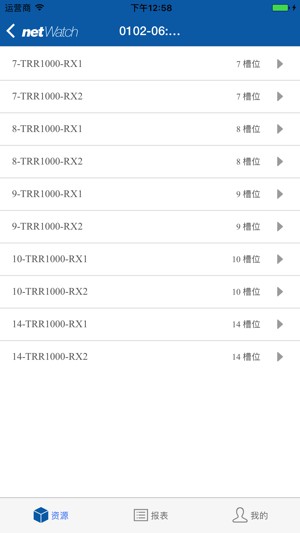 运营商 下午12:58
netWatch 0102-06:...
7-TRR1000-RX1 7 槽位
7-TRR1000-RX2 7 槽位
8-TRR1000-RX1 8 槽位
8-TRR1000-RX2 8 槽位
9-TRR1000-RX1 9 槽位
9-TRR1000-RX2 9 槽位
10-TRR1000-RX1 10 槽位
10-TRR1000-RX2 10 槽位
14-TRR1000-RX1 14 槽位
14-TRR1000-RX2 14 槽位
资源 报表 我的